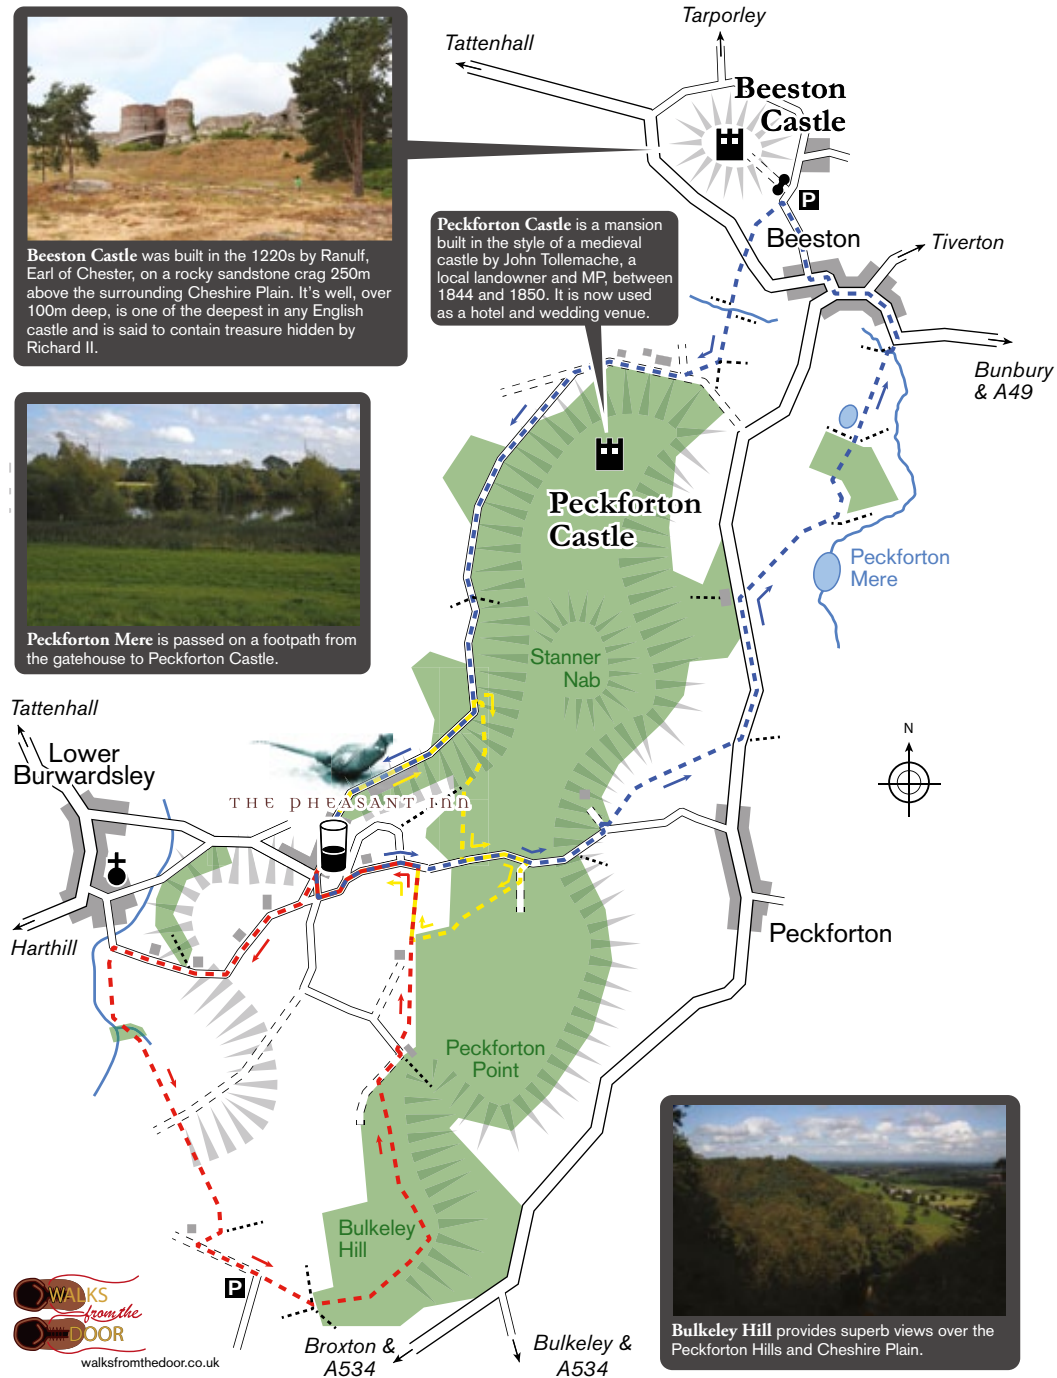 Tarporley
Tattenhall
Beeston
Castle
P
Beeston
Tiverton
Bunbury
& A49
Beeston Castle was built in the 1220s by Ranulf,
Earl of Chester, on a rocky sandstone crag 250m
above the surrounding Cheshire Plain. It's well, over
100m deep, is one of the deepest in any English
castle and is said to contain treasure hidden by
Richard II.
Peckforton Castle is a mansion
built in the style of a medieval
castle by John Tollemache, a
local landowner and MP, between
1844 and 1850. It is now used
as a hotel and wedding venue.
Peckforton
Castle
Peckforton
Mere
Peckforton Mere is passed on a footpath from
the gatehouse to Peckforton Castle.
Stanner
Nab
Tattenhall
Lower
Burwardsley
THE PHEASANT INN
N
Harthill
Peckforton
Peckforton
Point
Bulkeley
Hill
P
WALKS
from the
DOOR
walksfromthedoor.co.uk
Broxton &
A534
Bulkeley &
A534
Bulkeley Hill provides superb views over the
Peckforton Hills and Cheshire Plain.